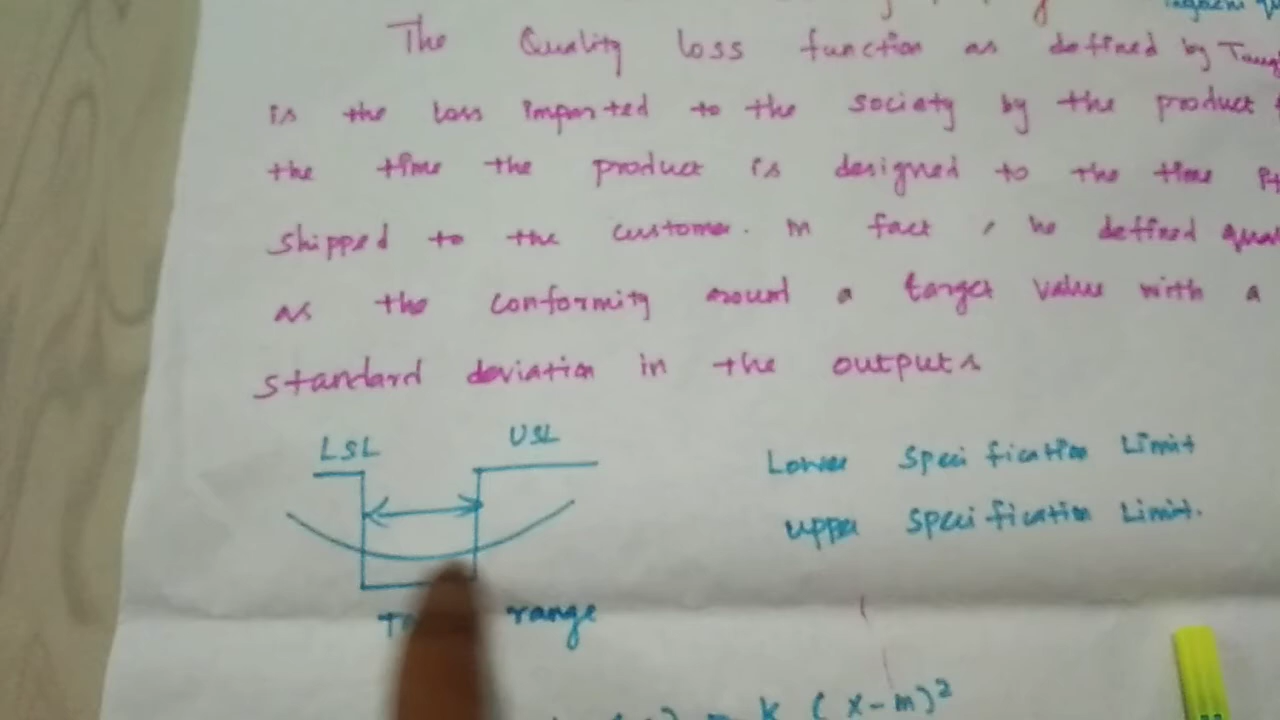 The Quality loss function as defined by
is the loss imparted to the society by the product
the time the product is designed to the time
shipped to the customer. In fact, he deffned
as the conformity around a target value with a
standard deviation in the outputs
LSL USL
Lower Specification Limit
Upper Specification Limit.
range
k (x-m)²